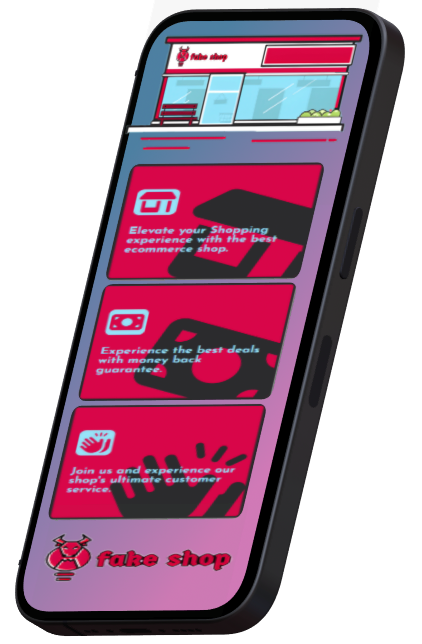 fake shop
Elevate your Shopping
experience with the best
ecommerce shop.
Experience the best deals
with money back
guarantee.
Join us and experience our
shop's ultimate customer
service.
fake shop